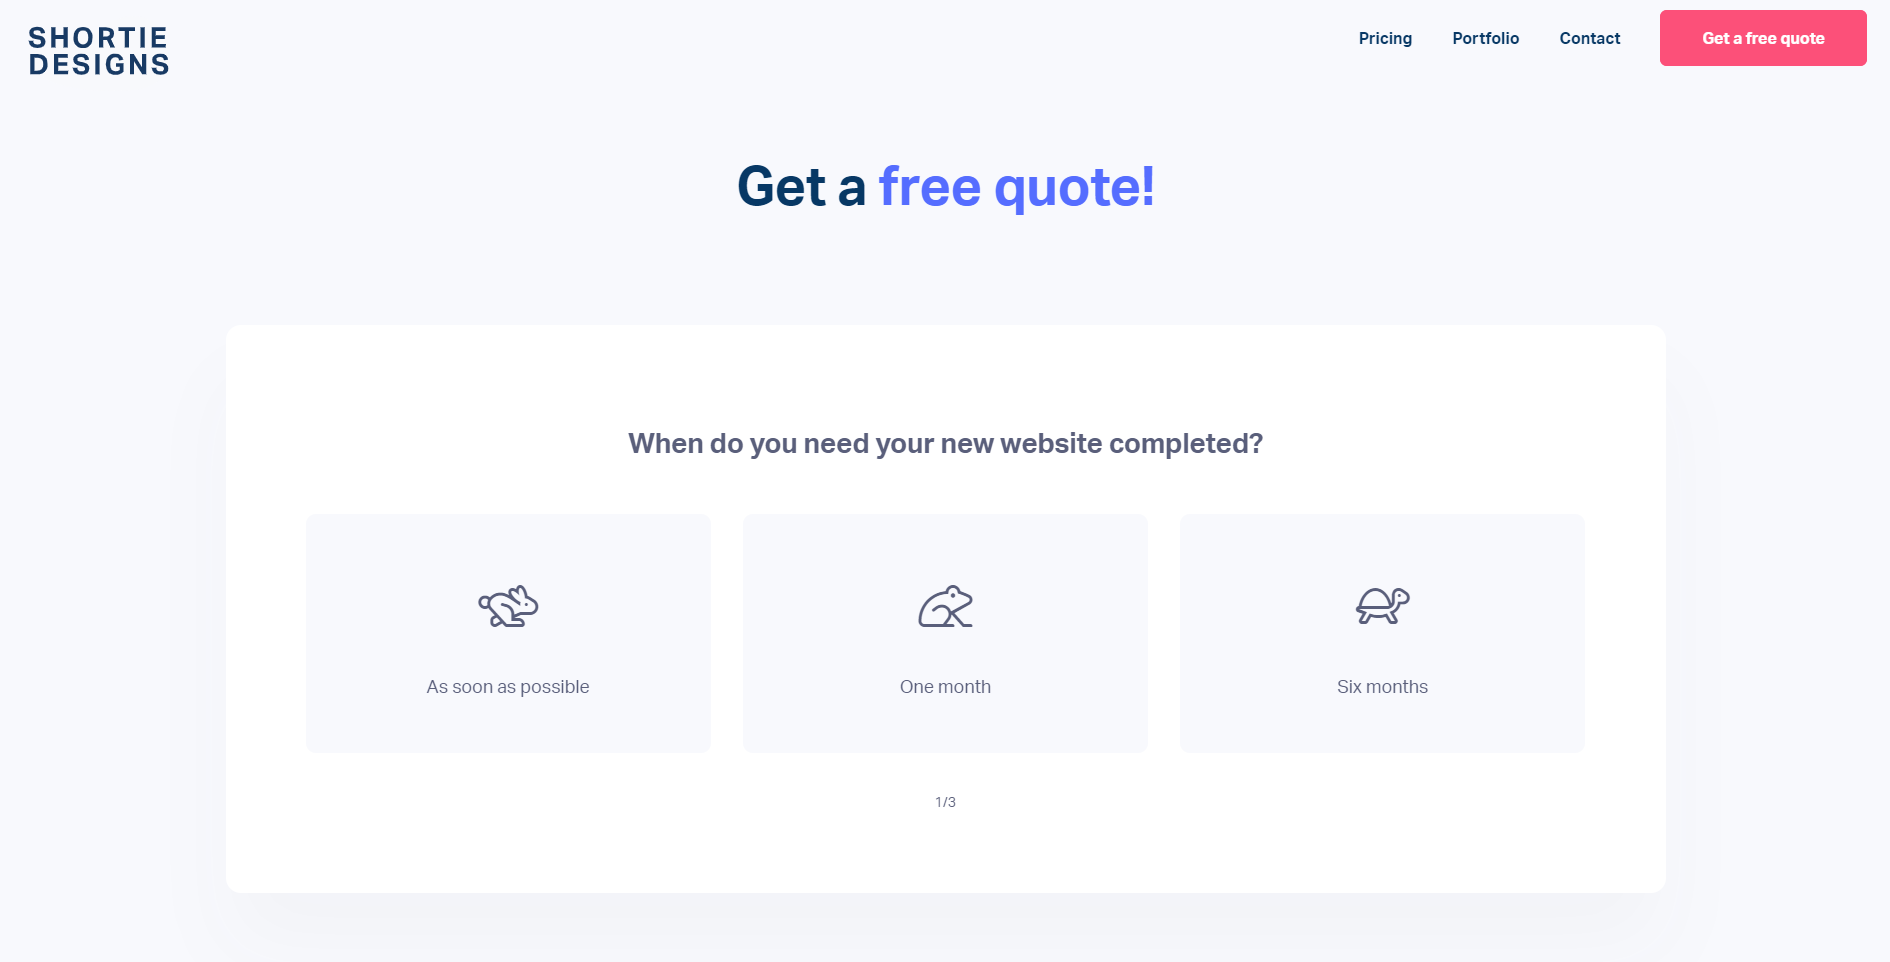 SHORTIE
DESIGNS
Pricing
Portfolio
Contact
Get a free quote
Get a free quote!
When do you need your new website completed?
As soon as possible
One month
Six months
1/3